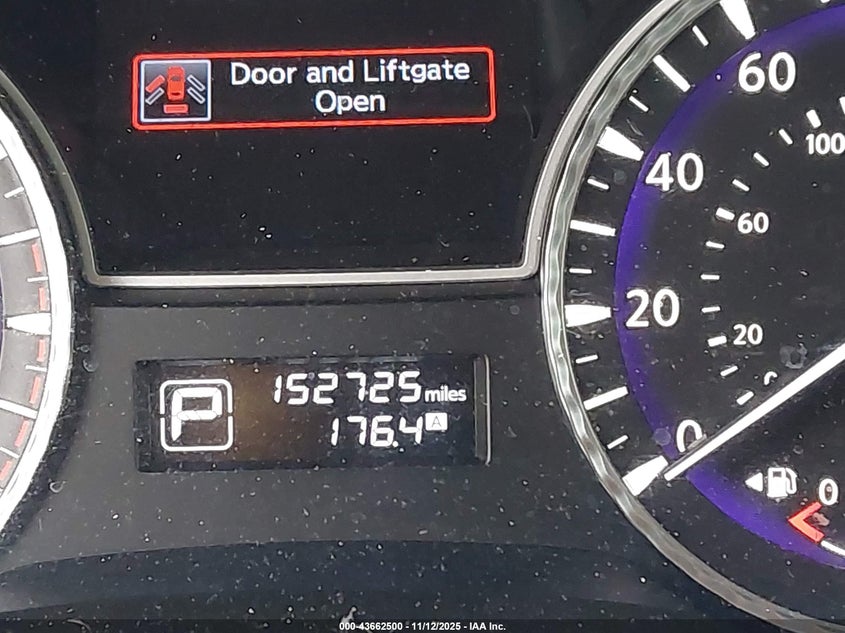 Door and Liftgate
Open
60
40
20
0
100
60
20
P
152725 miles
176.4 A
0
000-43662500 - 11/12/2025 - IAA Inc.